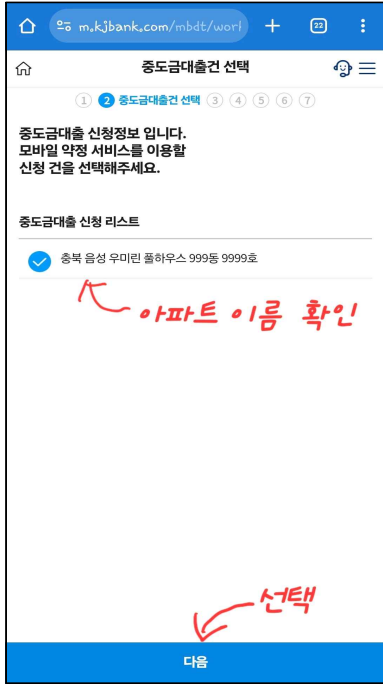 m.kjbank.com/mbdt/work
22
중도금대출건 선택
1 2 중도금대출건 선택 3 4 5 6 7
중도금대출 신청정보 입니다.
모바일 약정 서비스를 이용할
신청 건을 선택해주세요.
중도금대출 신청 리스트
충북 음성 우미린 풀하우스 999동 9999호
아파트 이름 확인
선택
다음